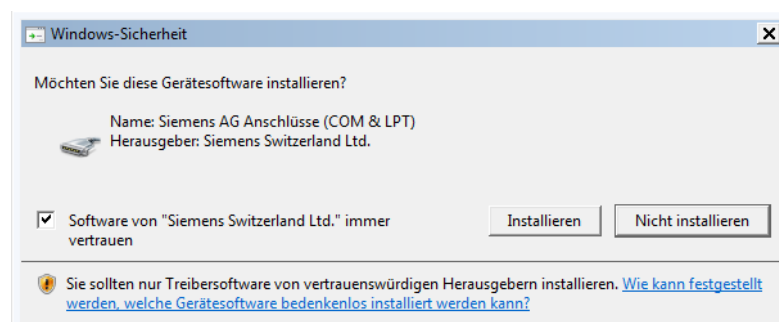 Windows-Sicherheit
Möchten Sie diese Gerätesoftware installieren?
Name: Siemens AG Anschlüsse (COM & LPT)
Herausgeber: Siemens Switzerland Ltd.
Software von "Siemens Switzerland Ltd." immer
vertrauen
Installieren
Nicht installieren
Sie sollten nur Treibersoftware von vertrauenswürdigen Herausgebern installieren. Wie kann festgestellt
werden, welche Gerätesoftware bedenkenlos installiert werden kann?